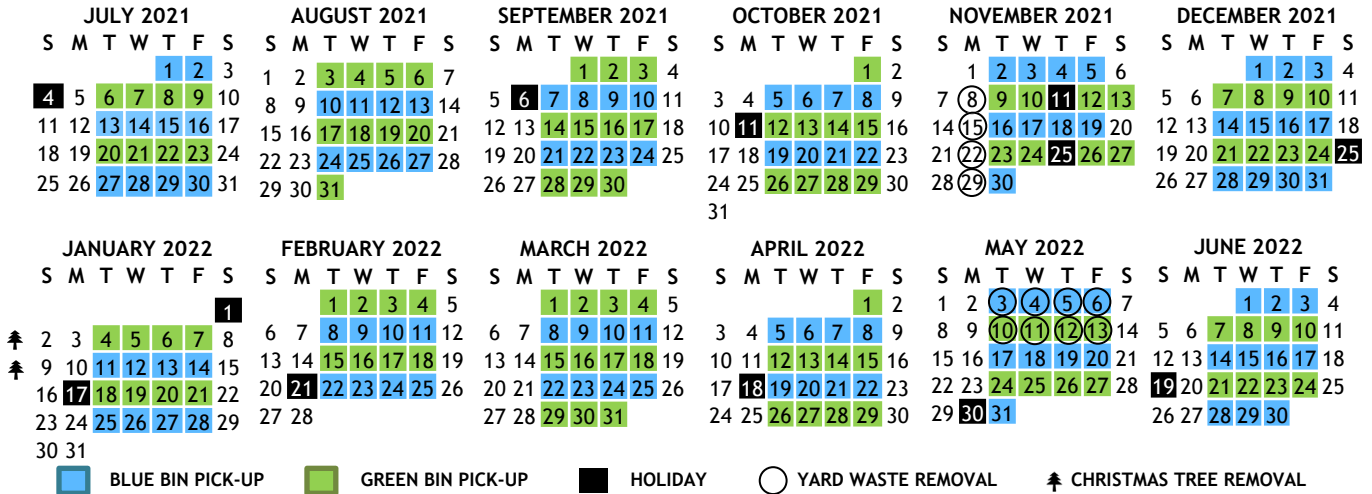 JULY 2021 AUGUST 2021 SEPTEMBER 2021 OCTOBER 2021 NOVEMBER 2021 DECEMBER 2021
S M T W T F S S M T W T F S S M T W T F S S M T W T F S S M T W T F S S M T W T F S
1 2 3 1 2 3 4 5 6 7 1 2 3 4 1 2 1 2 3 4 5 6 1 2 3 4
4 5 6 7 8 9 10 8 9 10 11 12 13 14 5 6 7 8 9 10 11 3 4 5 6 7 8 9 7 8 9 10 11 12 13 5 6 7 8 9 10 11
11 12 13 14 15 16 17 15 16 17 18 19 20 21 12 13 14 15 16 17 18 10 11 12 13 14 15 16 14 15 16 17 18 19 20 12 13 14 15 16 17 18
18 19 20 21 22 23 24 22 23 24 25 26 27 28 19 20 21 22 23 24 25 17 18 19 20 21 22 23 21 22 23 24 25 26 27 19 20 21 22 23 24 25
25 26 27 28 29 30 31 29 30 31 26 27 28 29 30 24 25 26 27 28 29 30 28 29 30 26 27 28 29 30 31
31
JANUARY 2022 FEBRUARY 2022 MARCH 2022 APRIL 2022 MAY 2022 JUNE 2022
S M T W T F S S M T W T F S S M T W T F S S M T W T F S S M T W T F S S M T W T F S
1 1 2 3 4 5 1 2 3 4 5 1 2 1 2 3 4 5 6 7 1 2 3 4
2 3 4 5 6 7 8 6 7 8 9 10 11 12 6 7 8 9 10 11 12 3 4 5 6 7 8 9 8 9 10 11 12 13 14 5 6 7 8 9 10 11
9 10 11 12 13 14 15 13 14 15 16 17 18 19 13 14 15 16 17 18 19 10 11 12 13 14 15 16 15 16 17 18 19 20 21 12 13 14 15 16 17 18
16 17 18 19 20 21 22 20 21 22 23 24 25 26 20 21 22 23 24 25 26 17 18 19 20 21 22 23 22 23 24 25 26 27 28 19 20 21 22 23 24 25
23 24 25 26 27 28 29 27 28 27 28 29 30 31 24 25 26 27 28 29 30 29 30 31 26 27 28 29 30
30 31
BLUE BIN PICK-UP GREEN BIN PICK-UP HOLIDAY YARD WASTE REMOVAL CHRISTMAS TREE REMOVAL